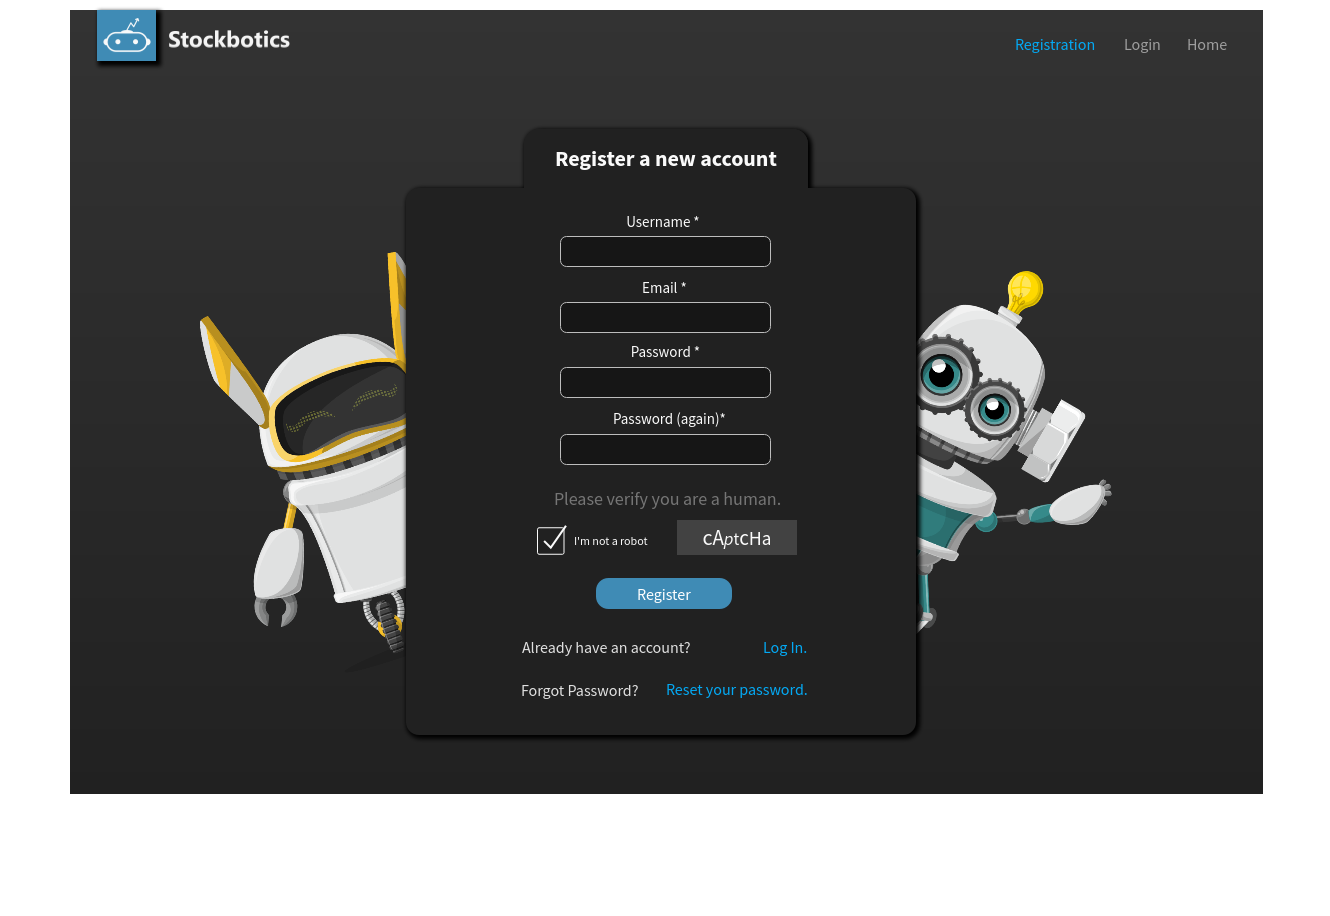 Stockbotics
Registration Login Home
Register a new account
Username *
Email *
Password *
Password (again)*
Please verify you are a human.
I'm not a robot
cAptcHa
Register
Already have an account? Log In.
Forgot Password? Reset your password.